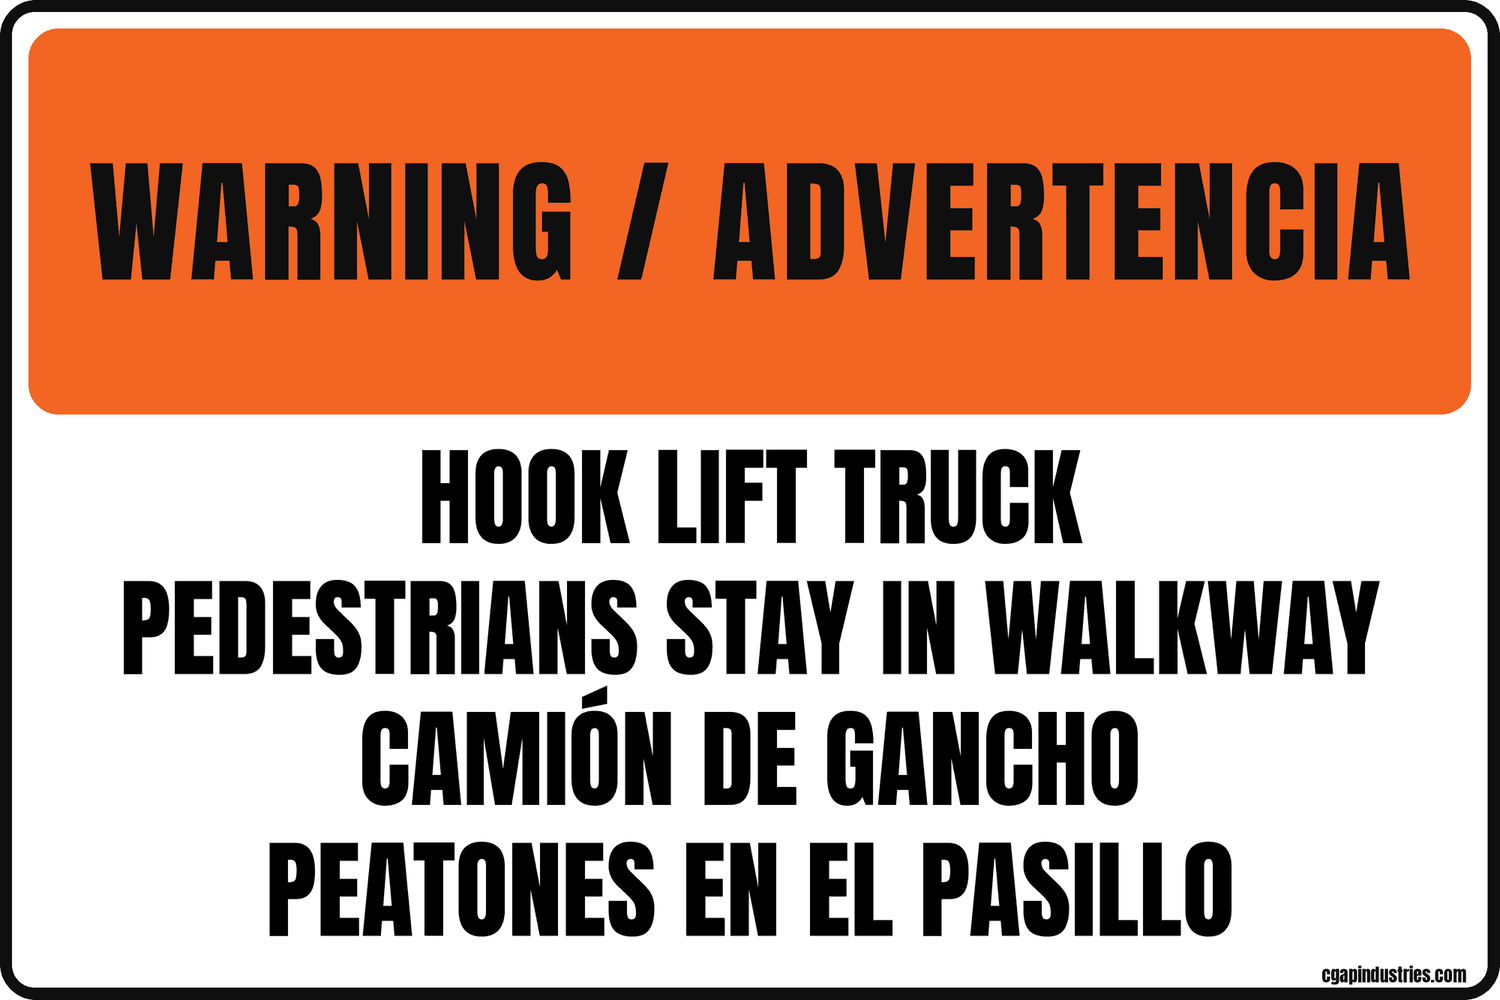 WARNING / ADVERTENCIA
HOOK LIFT TRUCK
PEDESTRIANS STAY IN WALKWAY
CAMIÓN DE GANCHO
PEATONES EN EL PASILLO
cgapindustries.com